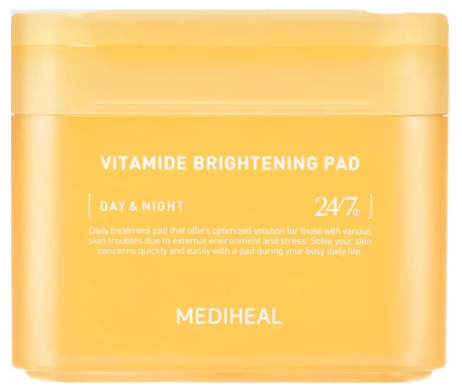 VITAMIDE BRIGHTENING PAD
DAY & NIGHT 24/7
Daily treatment pad that offers optimized solution for those with various
skin troubles due to external environment and stress. Solve your skin
concerns quickly and easily with a pad during your busy daily life.
MEDIHEAL